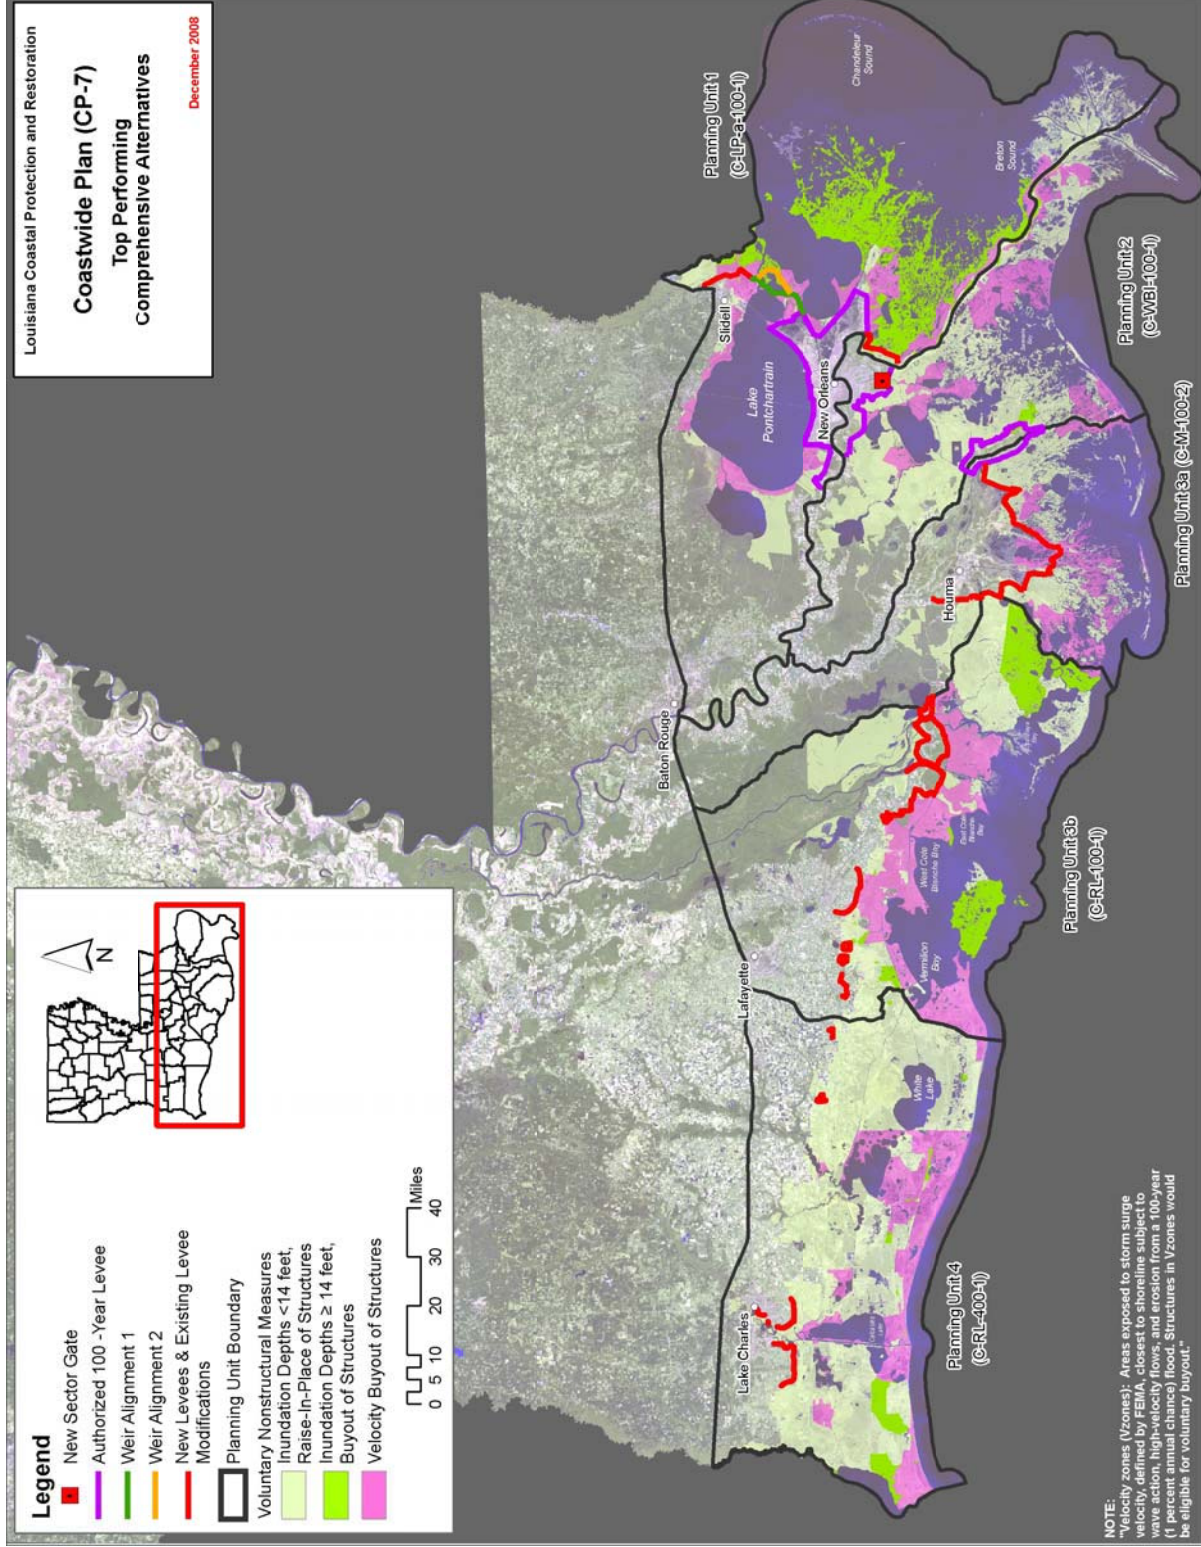 Louisiana Coastal Protection and Restoration
Coastwide Plan (CP-7)
Top Performing
Comprehensive Alternatives
December 2008
Legend
New Sector Gate
Authorized 100 -Year Levee
Weir Alignment 1
Weir Alignment 2
New Levees & Existing Levee
Modifications
Planning Unit Boundary
Voluntary Nonstructural Measures
Inundation Depths <14 feet,
Raise-In-Place of Structures
Inundation Depths ≥ 14 feet,
Buyout of Structures
Velocity Buyout of Structures
N
0 5 10 20 30 40
Miles
Planning Unit 1
(C-LP-a-100-1)
Chandeleur
Sound
Breton
Sound
Slidell
Lake
Pontchartrain
New Orleans
Baton Rouge
Lafayette
Lake Charles
Houma
White
Lake
Vermilion
Bay
West Cote
Blanche Bay
East Cote
Blanche
Bay
Planning Unit 2
(C-WBI-100-1)
Planning Unit 3a (C-M-100-2)
Planning Unit 3b
(C-RL-100-1)
Planning Unit 4
(C-RL-400-1)
NOTE:
"Velocity zones (Vzones): Areas exposed to storm surge
velocity, defined by FEMA, closest to shoreline subject to
wave action, high-velocity flows, and erosion from a 100-year
(1 percent annual chance) flood. Structures in Vzones would
be eligible for voluntary buyout."